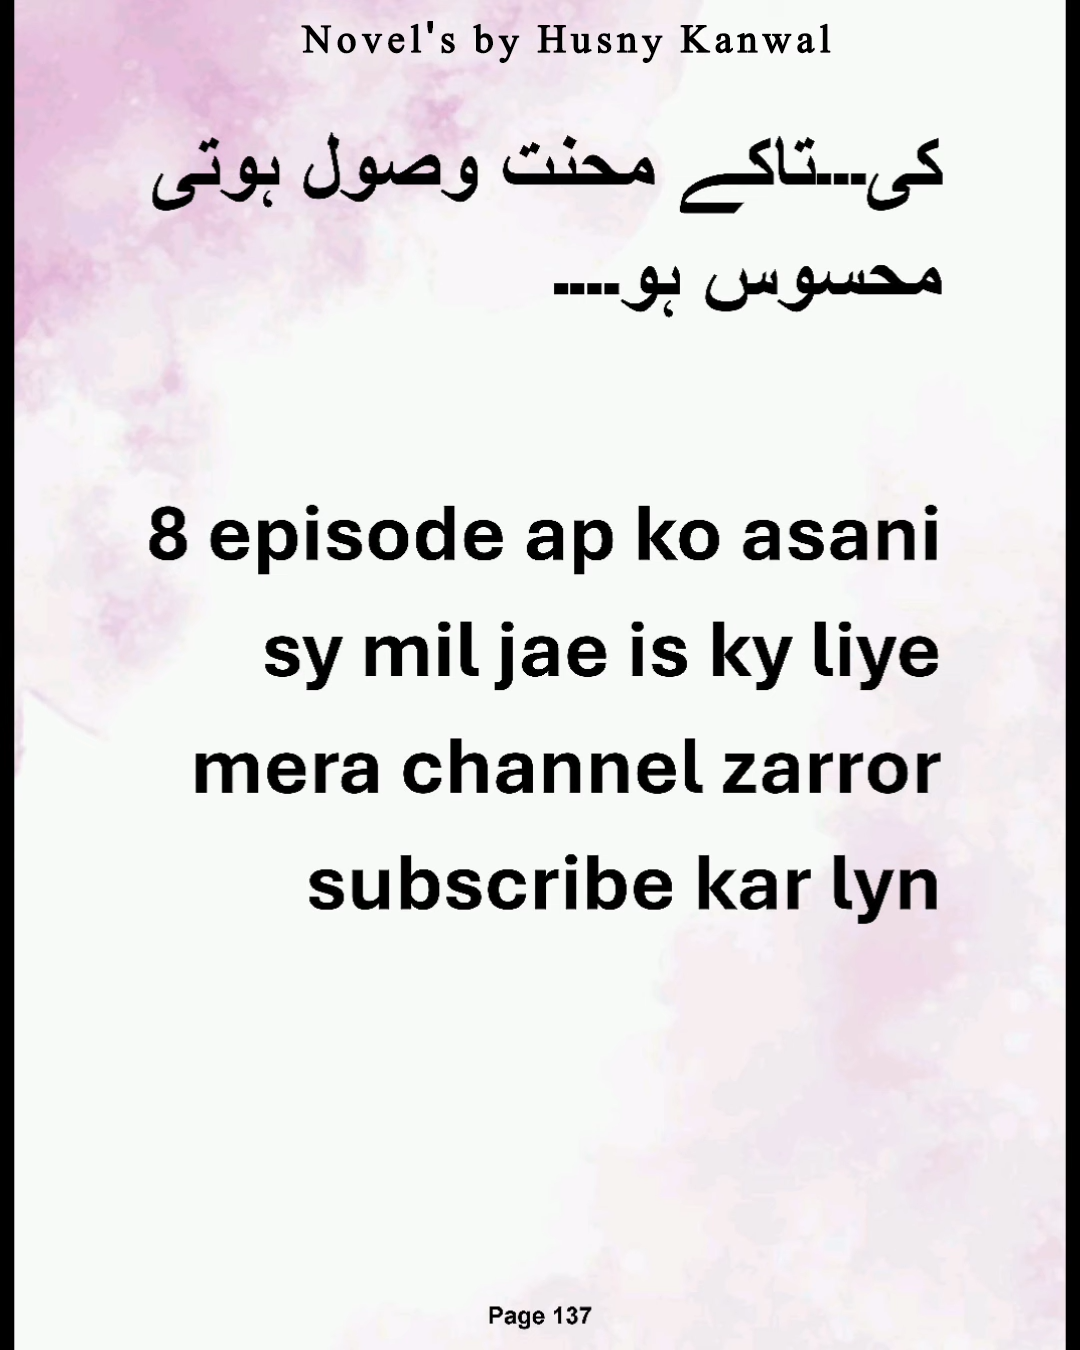 Novel's by Husny Kanwal
کی---تاکے محنت وصول ہوتی
محسوس ہو----
8 episode ap ko asani
sy mil jae is ky liye
mera channel zarror
subscribe kar lyn
Page 137